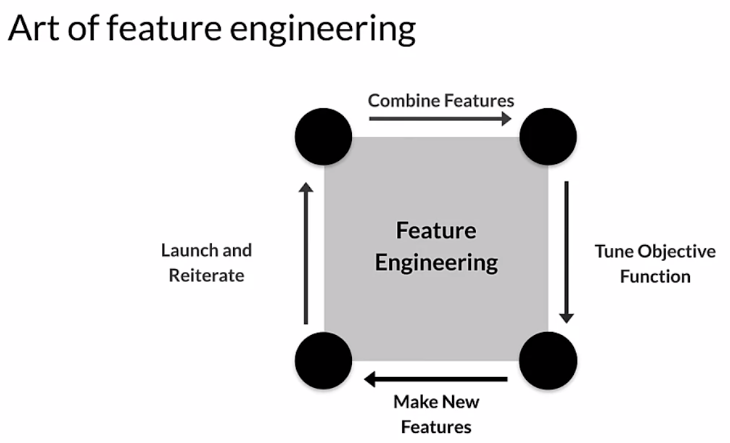 Art of feature engineering
Combine Features
Feature
Engineering
Launch and
Reiterate
Tune Objective
Function
Make New
Features